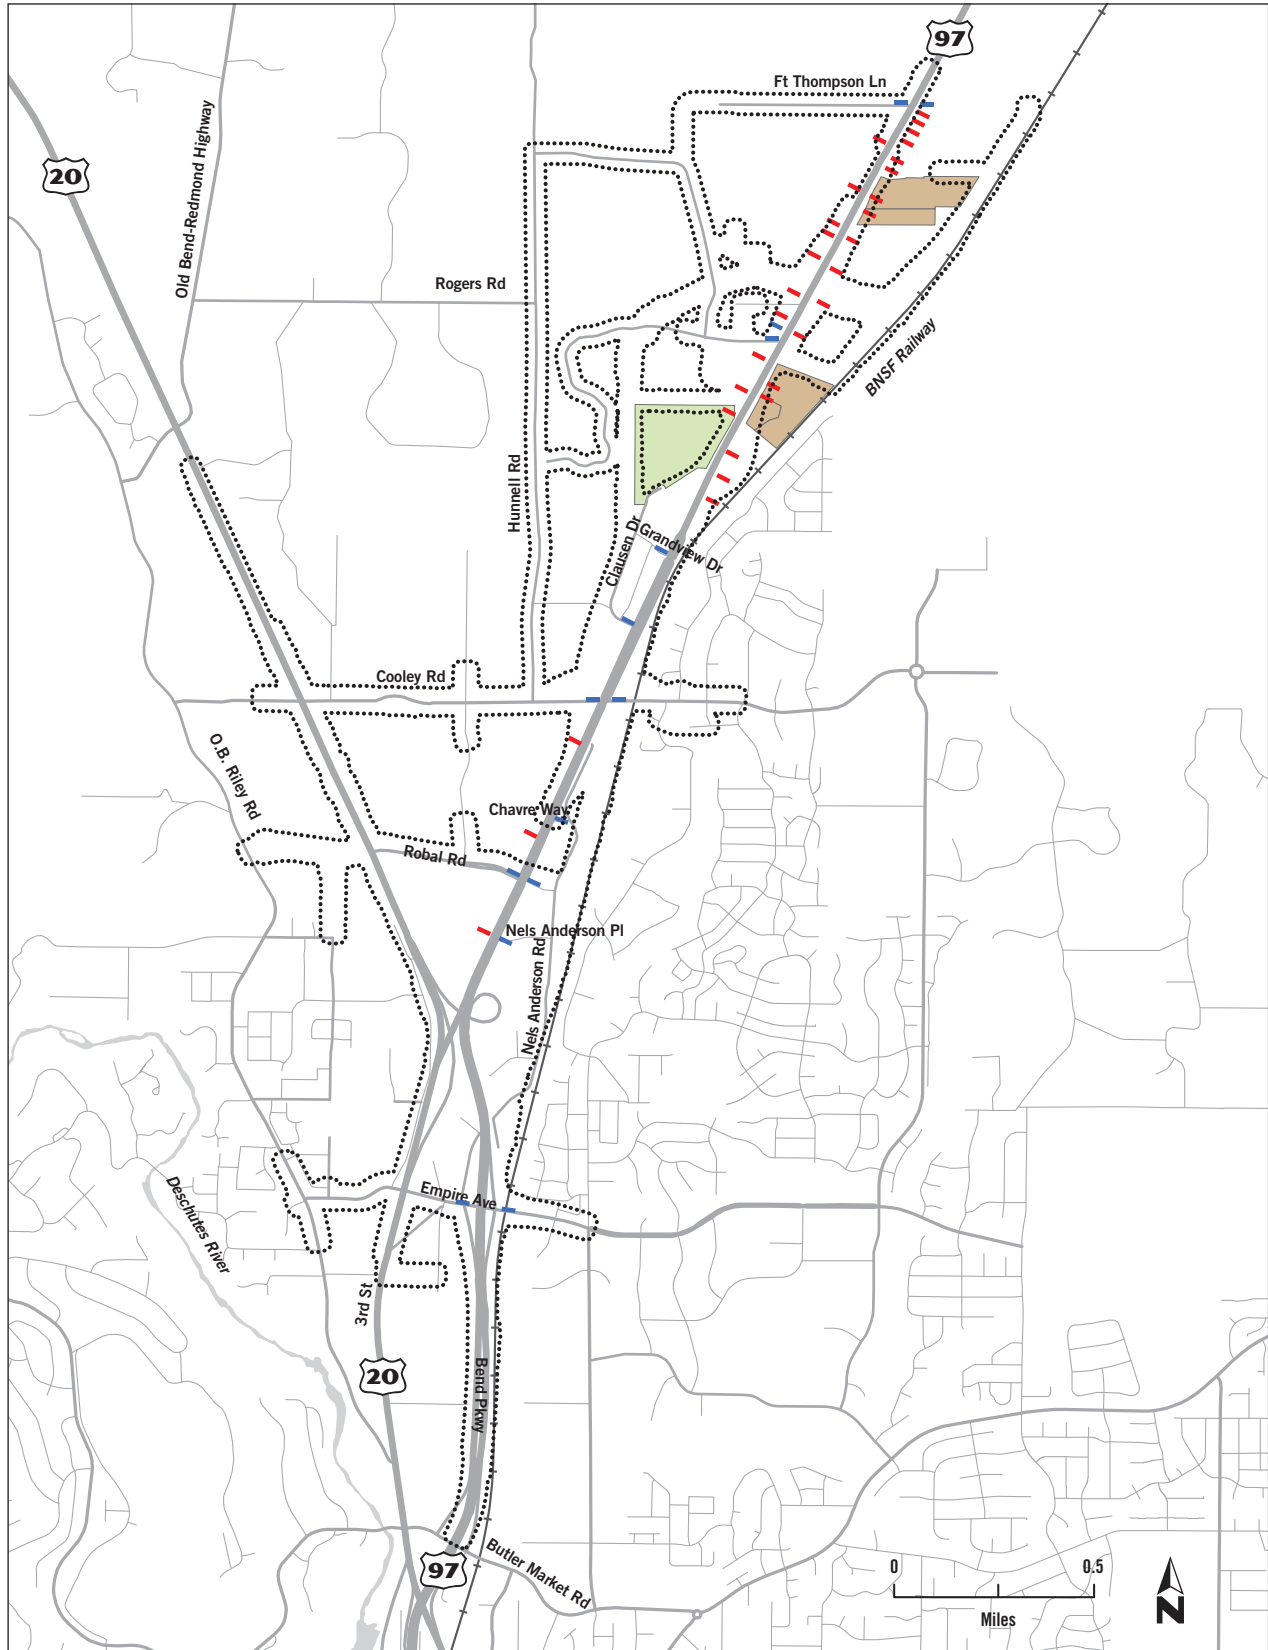 97
Ft Thompson Ln
20
Old Bend-Redmond Highway
Rogers Rd
BNSF Railway
Hunnell Rd
Clausen Dr
Grandview Dr
Cooley Rd
O.B. Riley Rd
Chavre Way
Robal Rd
Nels Anderson Pl
Nels Anderson Rd
Deschutes River
Empire Ave
3rd St
20
Bend Pkwy
97
Butler Market Rd
0 0.5
Miles
N